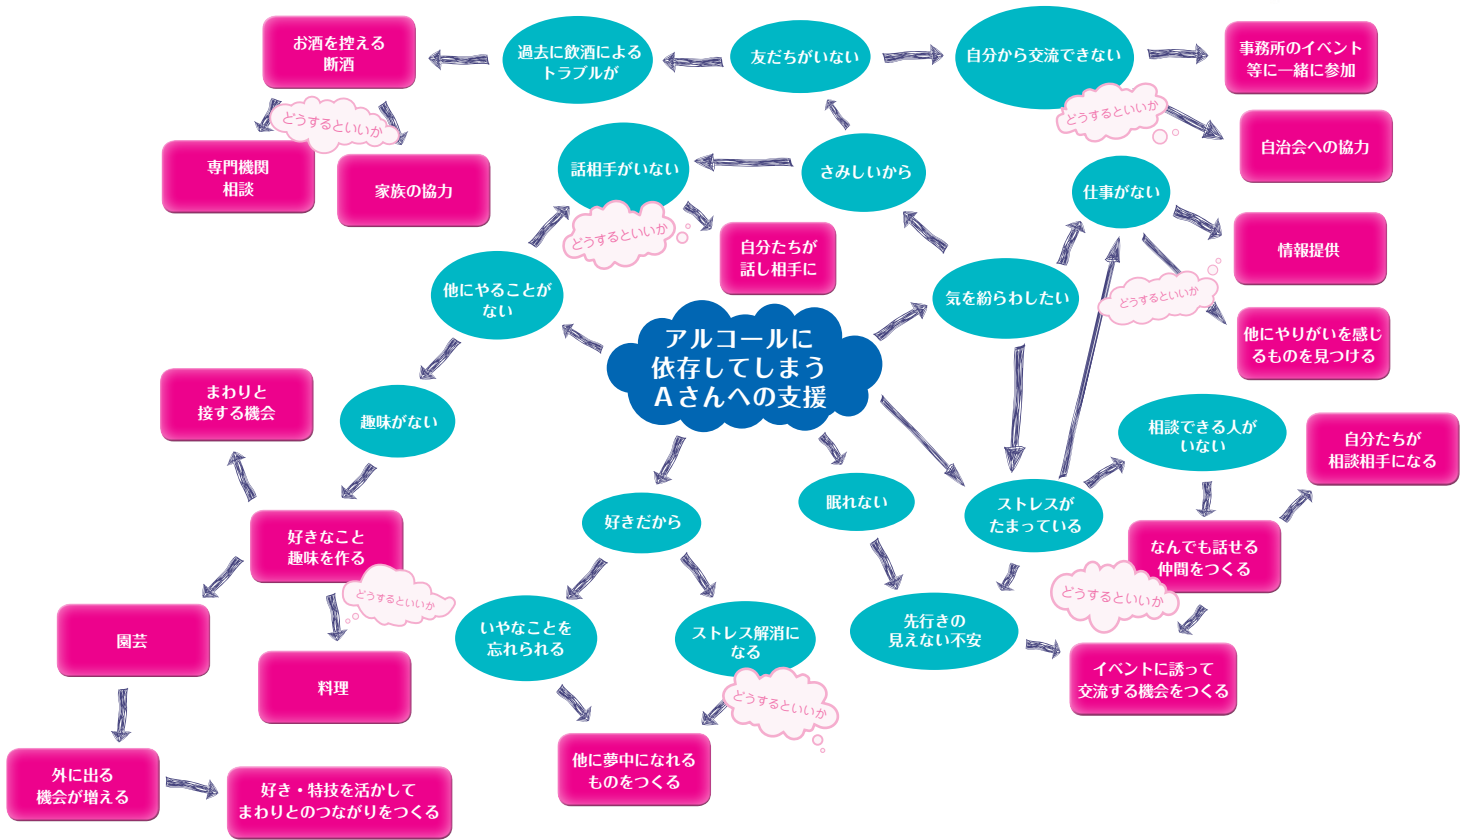 お酒を控える
断酒
過去に飲酒による
トラブルが
友だちがいない
自分から交流できない
事務所のイベント
等に一緒に参加
どうするといいか
どうするといいか
専門機関
相談
家族の協力
話相手がいない
さみしいから
自治会への協力
仕事がない
どうするといいか
自分たちが
話し相手に
情報提供
他にやることが
ない
気を紛らわしたい
どうするといいか
他にやりがいを感じ
るものを見つける
アルコールに
依存してしまう
Aさんへの支援
まわりと
接する機会
趣味がない
相談できる人が
いない
自分たちが
相談相手になる
好きだから
眠れない
ストレスが
たまっている
好きなこと
趣味を作る
なんでも話せる
仲間をつくる
どうするといいか
どうするといいか
園芸
料理
いやなことを
忘れられる
ストレス解消に
なる
先行きの
見えない不安
イベントに誘って
交流する機会をつくる
どうするといいか
他に夢中になれる
ものをつくる
外に出る
機会が増える
好き・特技を活かして
まわりとのつながりをつくる